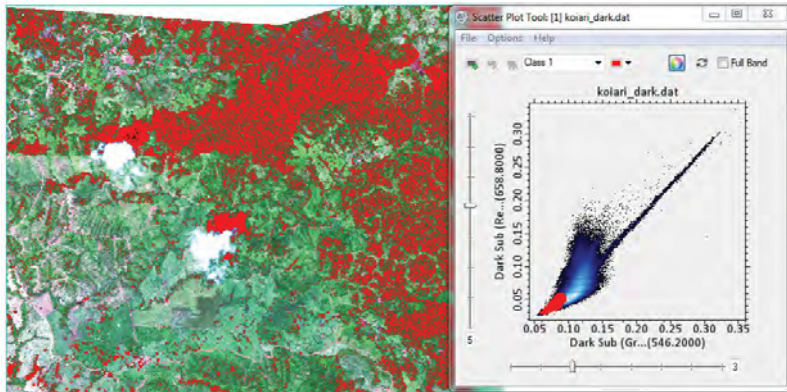 Scatter Plot Tool: [1] koiari_dark.dat
File Options Help
Class 1
Full Band
koiari_dark.dat
Dark Sub (Re...(658.8000)
0.30
0.25
0.20
0.15
0.10
0.05
0.05 0.10 0.15 0.20 0.25 0.30 0.35
Dark Sub (Gr...(546.2000)
5
3